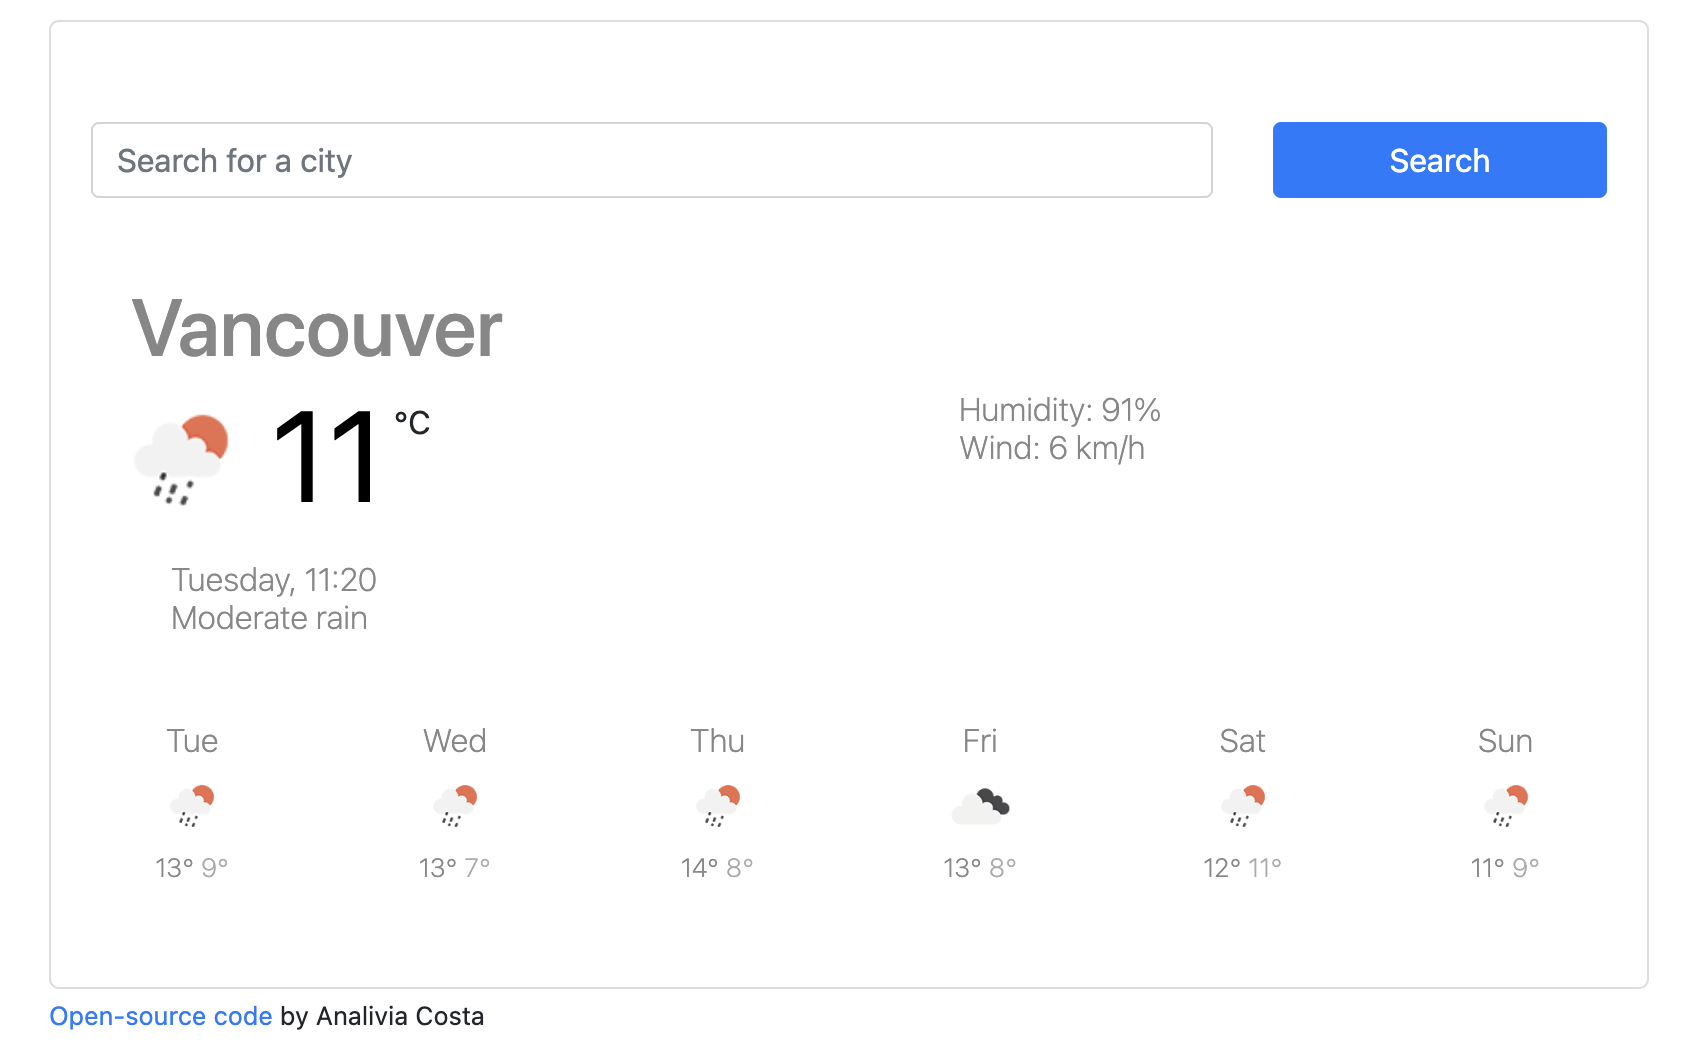 Search for a city
Search
Vancouver
11 °C
Humidity: 91%
Wind: 6 km/h
Tuesday, 11:20
Moderate rain
Tue Wed Thu Fri Sat Sun
13° 9° 13° 7° 14° 8° 13° 8° 12° 11° 11° 9°
Open-source code by Analivia Costa